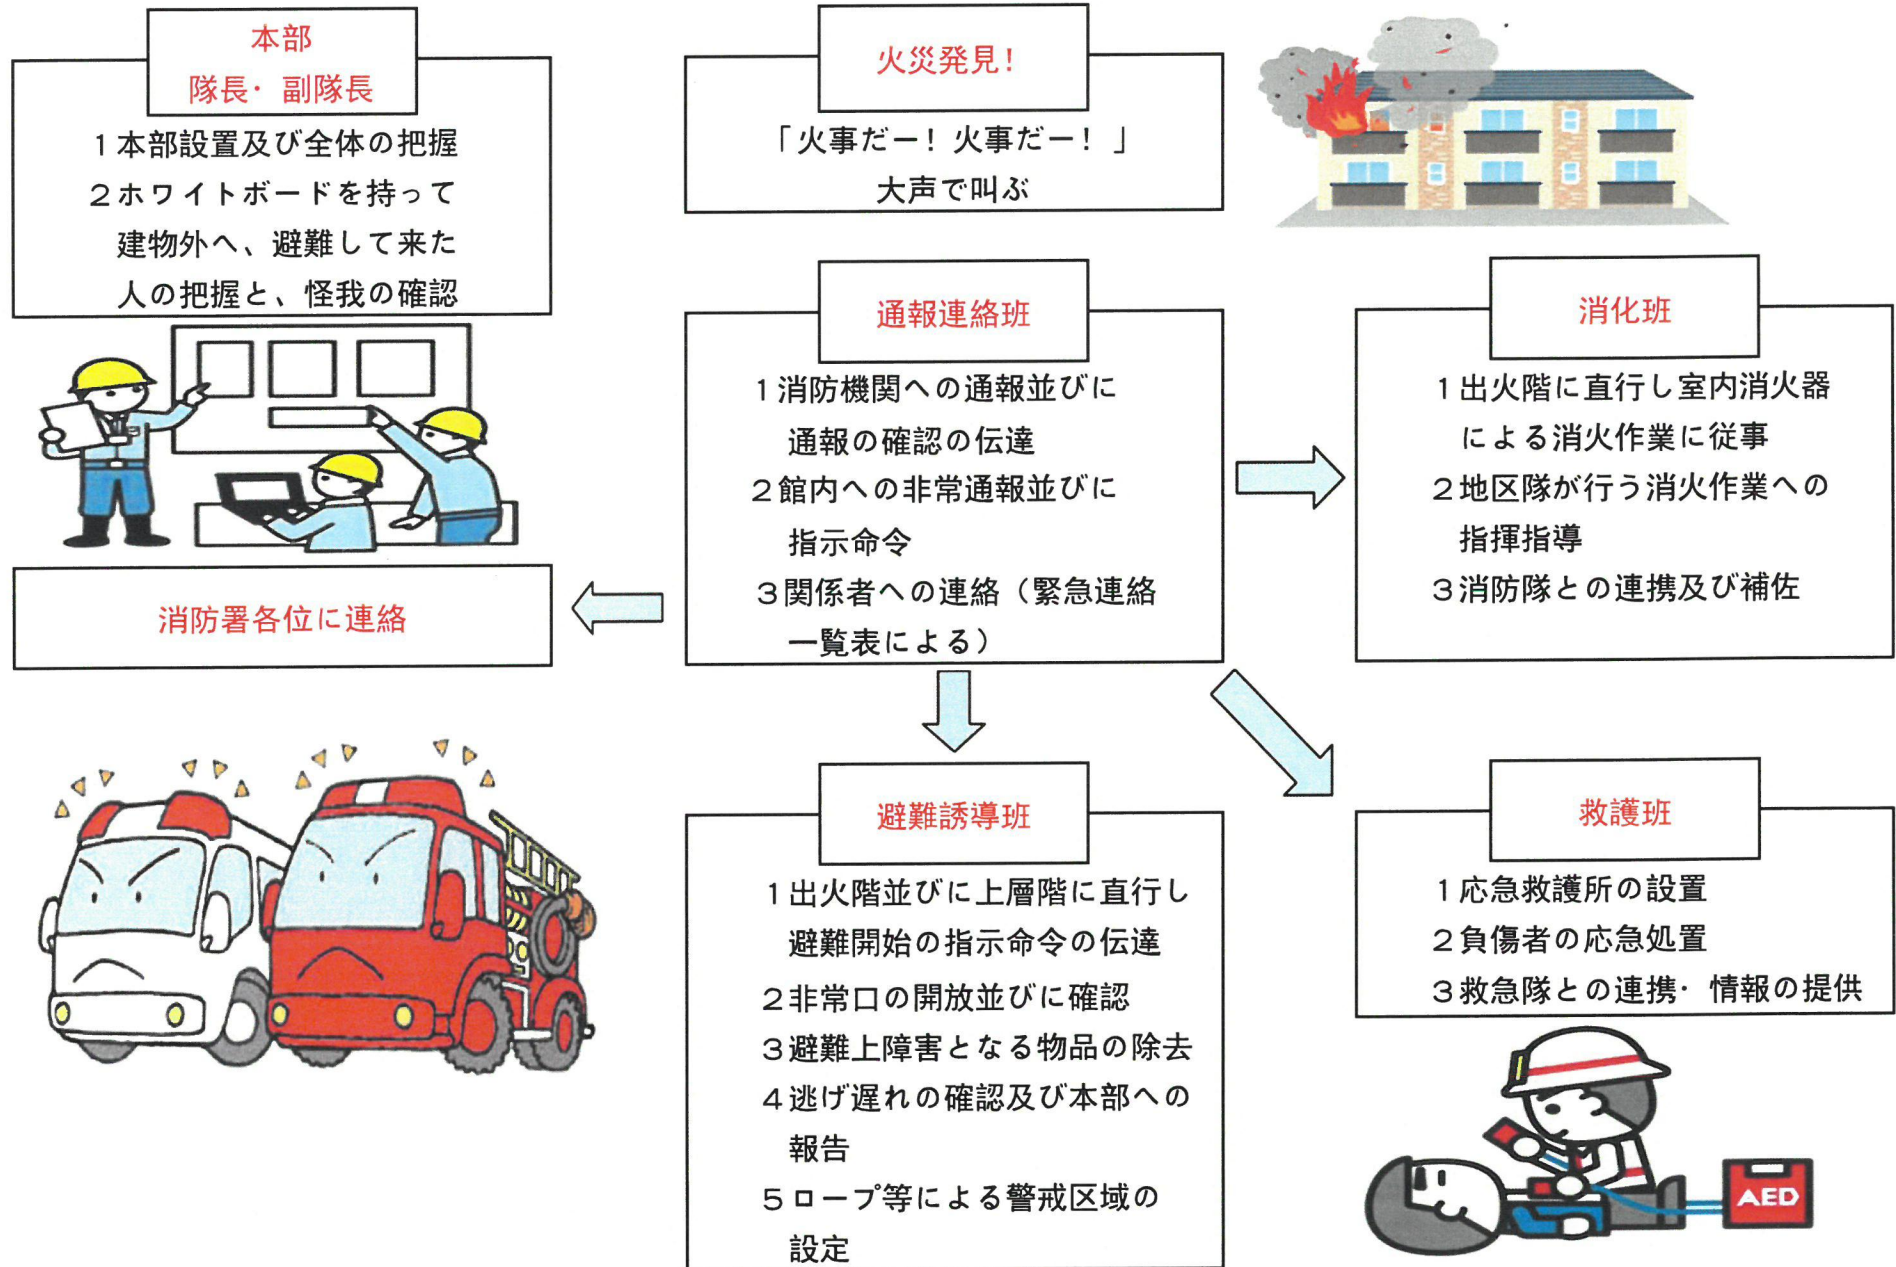 本部
隊長・副隊長
1本部設置及び全体の把握
2ホワイトボードを持って
建物外へ、避難して来た
人の把握と、怪我の確認
火災発見！
「火事だー！火事だー！」
大声で叫ぶ
通報連絡班
1消防機関への通報並びに
通報の確認の伝達
2館内への非常通報並びに
指示命令
3関係者への連絡（緊急連絡
一覧表による）
消化班
1出火階に直行し室内消火器
による消火作業に従事
2地区隊が行う消火作業への
指揮指導
3消防隊との連携及び補佐
消防署各位に連絡
避難誘導班
1出火階並びに上層階に直行し
避難開始の指示命令の伝達
2非常口の開放並びに確認
3避難上障害となる物品の除去
4逃げ遅れの確認及び本部への
報告
5ロープ等による警戒区域の
設定
救護班
1応急救護所の設置
2負傷者の応急処置
3救急隊との連携・情報の提供
AED